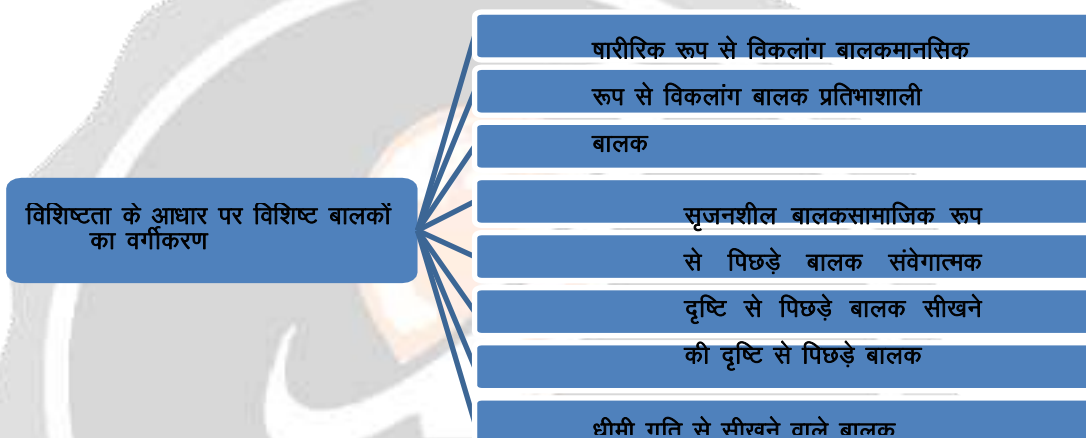 विशिष्टता के आधार पर विशिष्ट बालकों
का वर्गीकरण
षारीरिक रूप से विकलांग बालकमानसिक
रूप से विकलांग बालक प्रतिभाशाली
बालक
सृजनशील बालकसामाजिक रूप
से पिछड़े बालक संवेगात्मक
दृष्टि से पिछड़े बालक सीखने
की दृष्टि से पिछड़े बालक
धीमी गति से सीखने वाले बालक